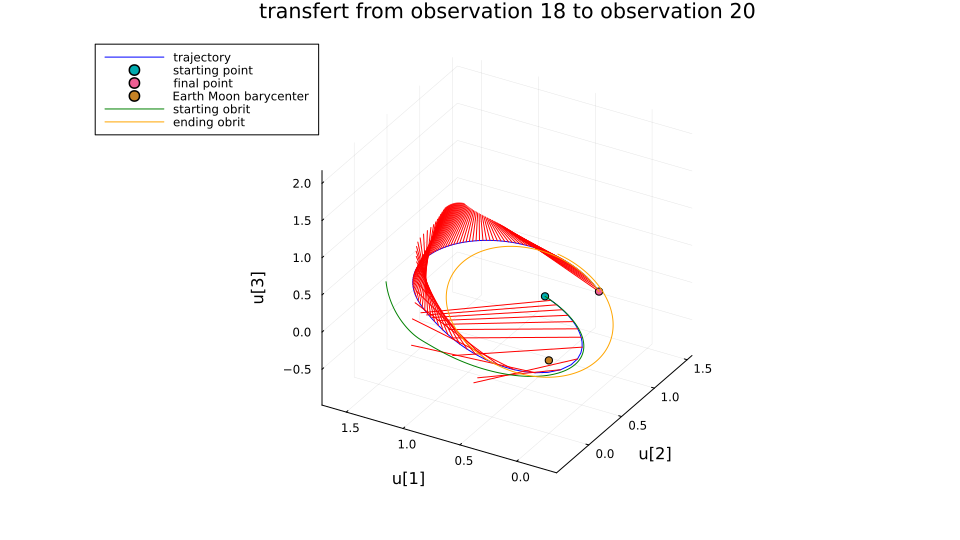 transfert from observation 18 to observation 20
trajectory
starting point
final point
Earth Moon barycenter
starting obrit
ending obrit
2.0
1.5
1.0
0.5
0.0
−0.5
u[3]
1.5
1.0
0.5
0.0
u[1]
0.0
0.5
1.0
1.5
u[2]